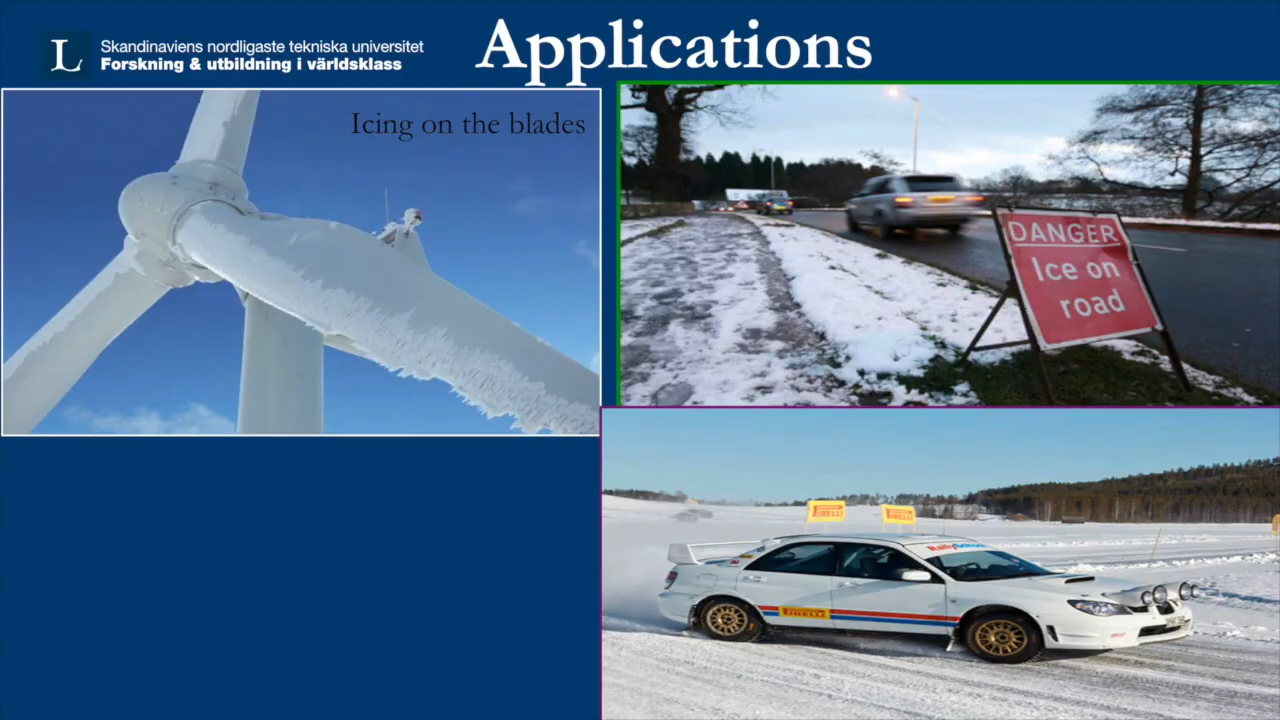 L
Skandinaviens nordligaste tekniska universitet
Forskning & utbildning i världsklass
Applications
Icing on the blades
DANGER
Ice on
road
PIRELLI
PIRELLI
PIRELLI